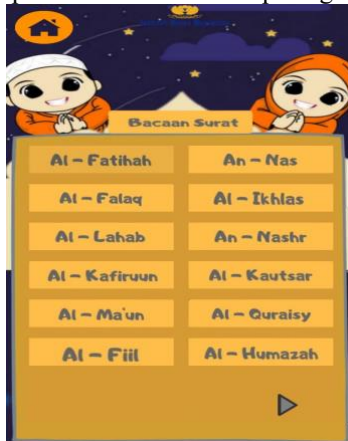 Bacaan Surat
Al – Fatihah
An – Nas
Al – Falaq
Al – Ikhlas
Al – Lahab
An – Nashr
Al – Kafiruun
Al – Kautsar
Al – Ma'un
Al – Quraisy
Al – Fiil
Al – Humazah